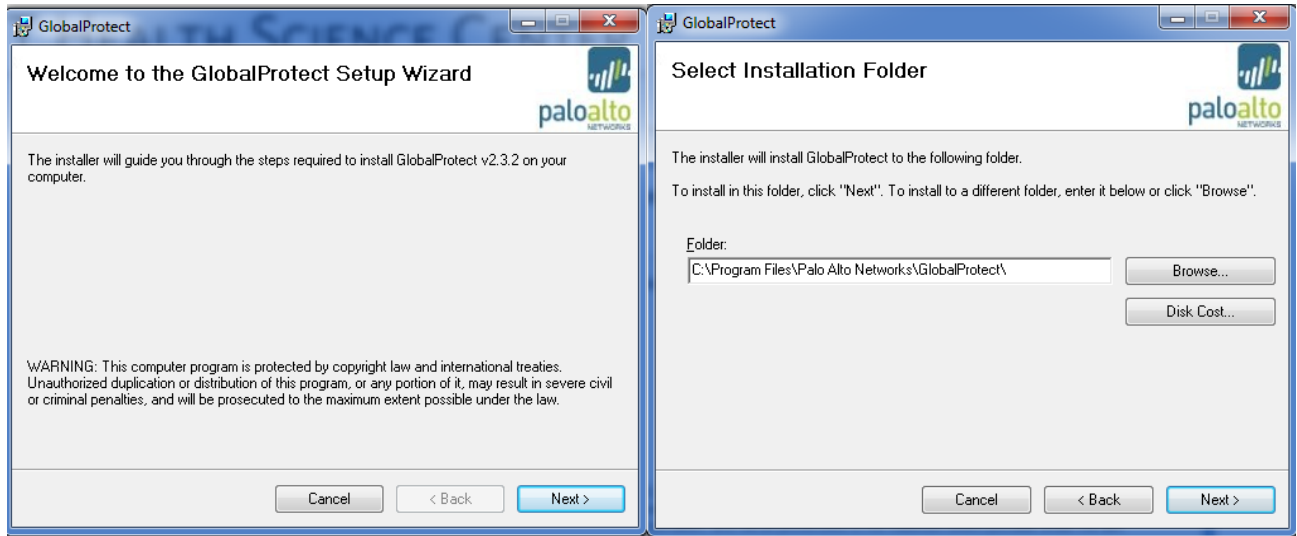 GlobalProtect
HEALTH SCIENCE CENTER
Welcome to the GlobalProtect Setup Wizard
paloalto
NETWORKS
The installer will guide you through the steps required to install GlobalProtect v2.3.2 on your
computer.
WARNING: This computer program is protected by copyright law and international treaties.
Unauthorized duplication or distribution of this program, or any portion of it, may result in severe civil
or criminal penalties, and will be prosecuted to the maximum extent possible under the law.
Cancel
< Back
Next >
GlobalProtect
Select Installation Folder
paloalto
NETWORKS
The installer will install GlobalProtect to the following folder.
To install in this folder, click "Next". To install to a different folder, enter it below or click "Browse".
Folder:
C:\Program Files\Palo Alto Networks\GlobalProtect\
Browse...
Disk Cost...
Cancel
< Back
Next >